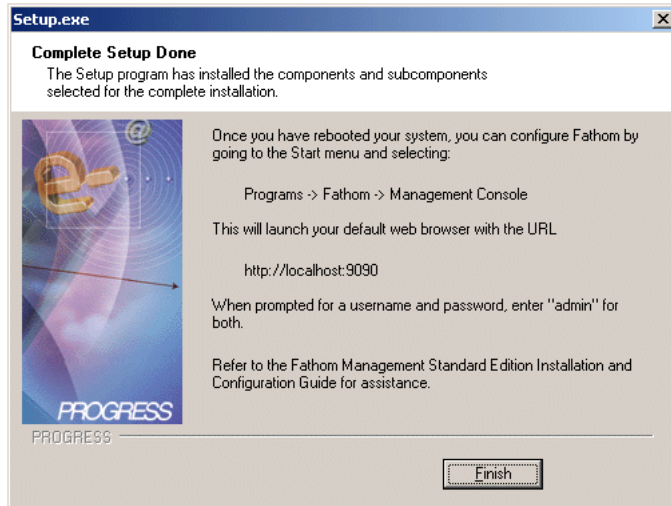 Setup.exe
Complete Setup Done
The Setup program has installed the components and subcomponents
selected for the complete installation.
@
e-
Once you have rebooted your system, you can configure Fathom by
going to the Start menu and selecting:
Programs -> Fathom -> Management Console
This will launch your default web browser with the URL
http://localhost:9090
When prompted for a username and password, enter "admin" for
both.
Refer to the Fathom Management Standard Edition Installation and
Configuration Guide for assistance.
PROGRESS
PROGRESS
Finish